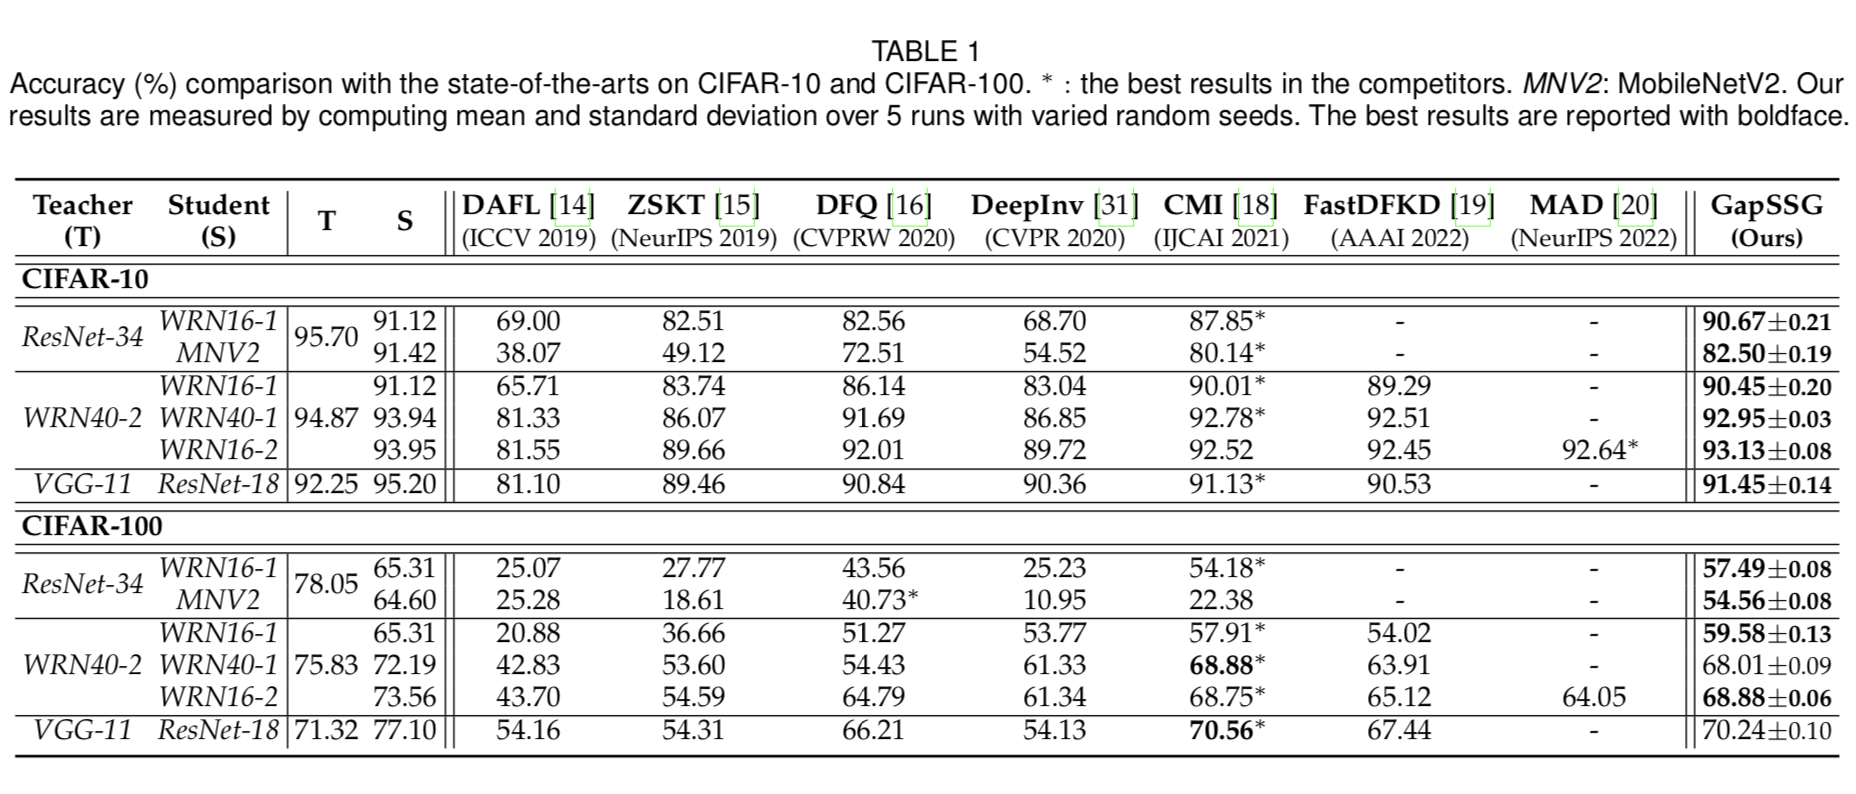 TABLE 1
Accuracy (%) comparison with the state-of-the-arts on CIFAR-10 and CIFAR-100. * : the best results in the competitors. MNV2: MobileNetV2. Our
results are measured by computing mean and standard deviation over 5 runs with varied random seeds. The best results are reported with boldface.
Teacher (T) Student (S) T S DAFL [14] (ICCV 2019) ZSKT [15] (NeurIPS 2019) DFQ [16] (CVPRW 2020) DeepInv [31] (CVPR 2020) CMI [18] (IJCAI 2021) FastDFKD [19] (AAAI 2022) MAD [20] (NeurIPS 2022) GapSSG (Ours)
CIFAR-10
ResNet-34 WRN16-1 95.70 91.12 69.00 82.51 82.56 68.70 87.85* - - 90.67±0.21
MNV2 91.42 38.07 49.12 72.51 54.52 80.14* - - 82.50±0.19
WRN16-1 91.12 65.71 83.74 86.14 83.04 90.01* 89.29 - 90.45±0.20
WRN40-2 WRN40-1 94.87 93.94 81.33 86.07 91.69 86.85 92.78* 92.51 - 92.95±0.03
WRN16-2 93.95 81.55 89.66 92.01 89.72 92.52 92.45 92.64* 93.13±0.08
VGG-11 ResNet-18 92.25 95.20 81.10 89.46 90.84 90.36 91.13* 90.53 - 91.45±0.14
CIFAR-100
ResNet-34 WRN16-1 78.05 65.31 25.07 27.77 43.56 25.23 54.18* - - 57.49±0.08
MNV2 64.60 25.28 18.61 40.73* 10.95 22.38 - - 54.56±0.08
WRN16-1 65.31 20.88 36.66 51.27 53.77 57.91* 54.02 - 59.58±0.13
WRN40-2 WRN40-1 75.83 72.19 42.83 53.60 54.43 61.33 68.88* 63.91 - 68.01±0.09
WRN16-2 73.56 43.70 54.59 64.79 61.34 68.75* 65.12 64.05 68.88±0.06
VGG-11 ResNet-18 71.32 77.10 54.16 54.31 66.21 54.13 70.56* 67.44 - 70.24±0.10